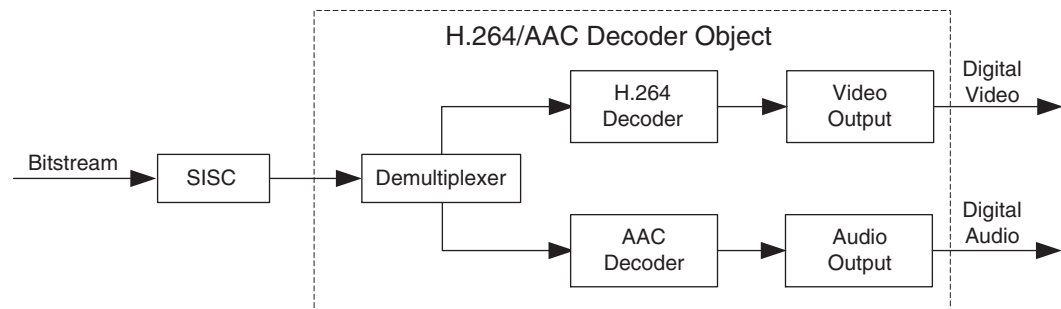 H.264/AAC Decoder Object
H.264
Decoder
Video
Output
Digital
Video
Bitstream
SISC
Demultiplexer
AAC
Decoder
Audio
Output
Digital
Audio